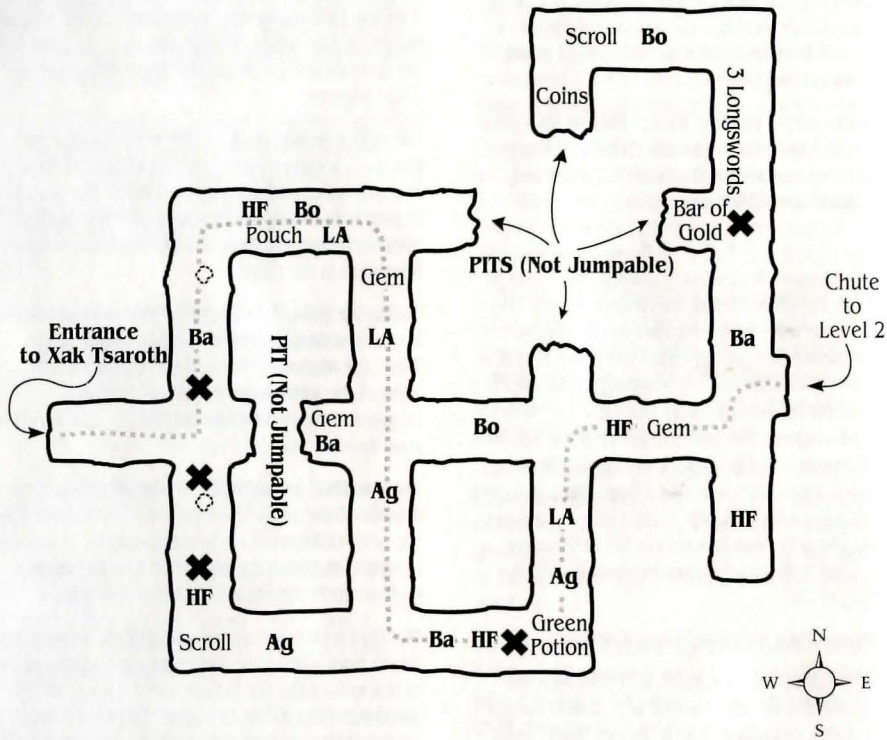 Scroll Bo
Coins
3 Longswords
HF Bo
Pouch LA
Bar of
Gold
PITS (Not Jumpable)
Gem
Chute
to
Level 2
Entrance
to Xak Tsaroth
Ba
LA
Ba
PIT (Not Jumpable)
Gem
Ba
Bo
HF Gem
Ag
LA
HF
Ag
HF
Scroll
Ag
Ba HF
Green
Potion
N
W
E
S